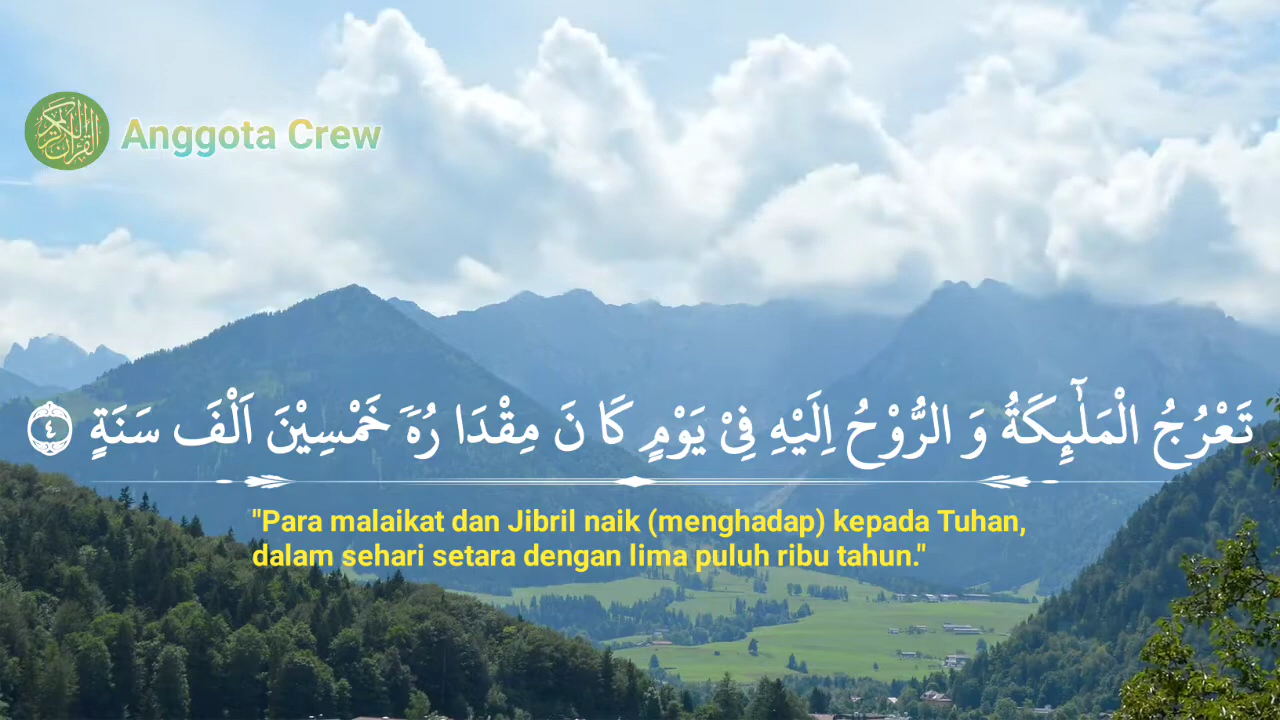 Anggota Crew
تَعْرُجُ الْمَلٰٓئِكَةُ وَ الرُّوْحُ اِلَيْهِ فِيْ يَوْمٍ كَا نَ مِقْدَا رُهٗ خَمْسِيْنَ اَلْفَ سَنَةٍ ۝٤
"Para malaikat dan Jibril naik (menghadap) kepada Tuhan,
dalam sehari setara dengan lima puluh ribu tahun."